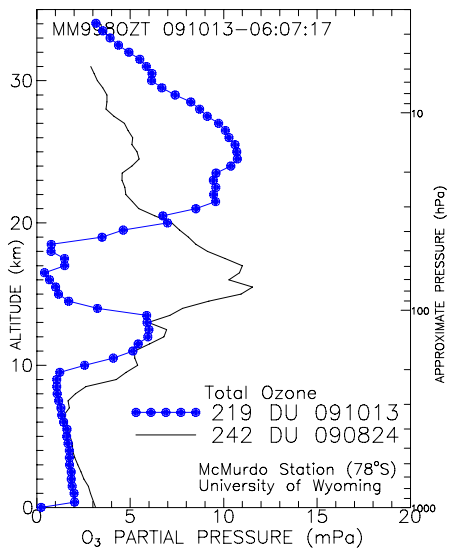 MM998OZT 091013-06:07:17
30
20
10
0
ALTITUDE (km)
10
100
1000
APPROXIMATE PRESSURE (hPa)
Total Ozone
219 DU 091013
242 DU 090824
McMurdo Station (78°S)
University of Wyoming
0 5 10 15 20
O₃ PARTIAL PRESSURE (mPa)